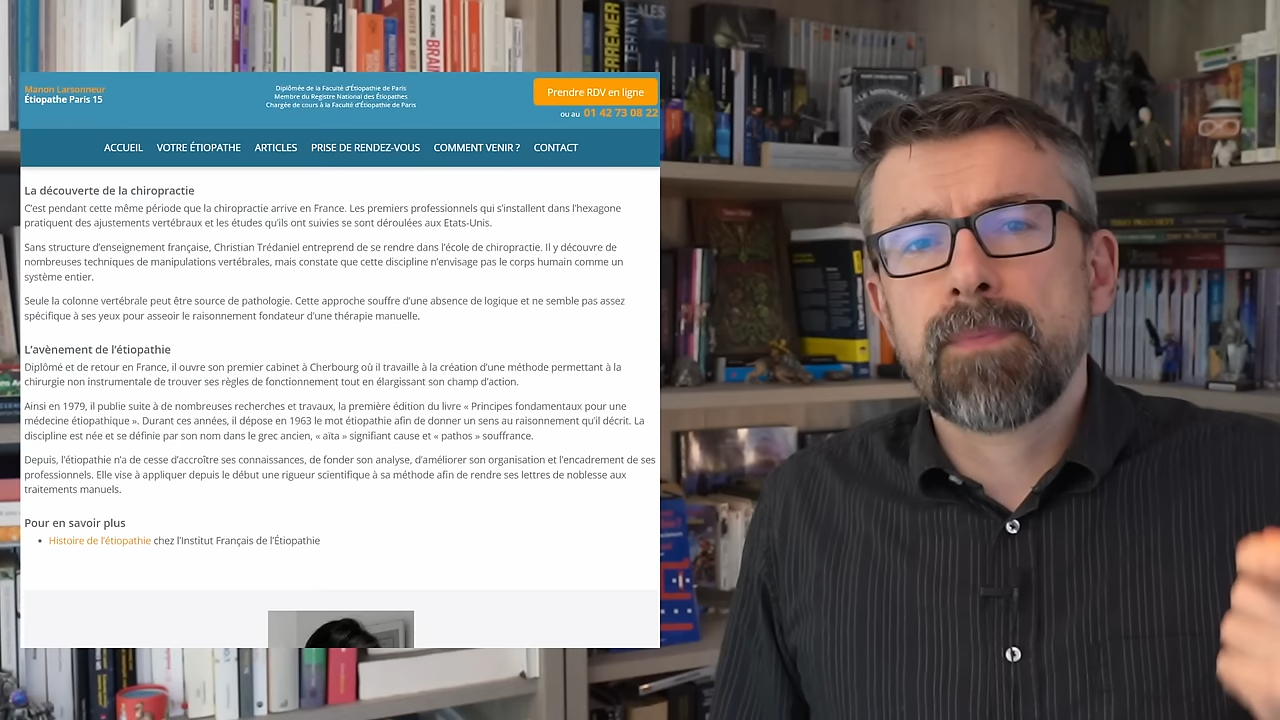 Manon Larsonneur
Étiopathe Paris 15
Diplômée de la Faculté d'Étiopathie de Paris
Membre du Registre National des Étiopathes
Chargée de cours à la Faculté d'Étiopathie de Paris
Prendre RDV en ligne
ou au 01 42 73 08 22
ACCUEIL VOTRE ÉTIOPATHE ARTICLES PRISE DE RENDEZ-VOUS COMMENT VENIR ? CONTACT
La découverte de la chiropractie
C'est pendant cette même période que la chiropractie arrive en France. Les premiers professionnels qui s'installent dans l'hexagone
pratiquent des ajustements vertébraux et les études qu'ils ont suivies se sont déroulées aux Etats-Unis.
Sans structure d'enseignement française, Christian Trédaniel entreprend de se rendre dans l'école de chiropractie. Il y découvre de
nombreuses techniques de manipulations vertébrales, mais constate que cette discipline n'envisage pas le corps humain comme un
système entier.
Seule la colonne vertébrale peut être source de pathologie. Cette approche souffre d'une absence de logique et ne semble pas assez
spécifique à ses yeux pour asseoir le raisonnement fondateur d'une thérapie manuelle.
L'avènement de l'étiopathie
Diplômé et de retour en France, il ouvre son premier cabinet à Cherbourg où il travaille à la création d'une méthode permettant à la
chirurgie non instrumentale de trouver ses règles de fonctionnement tout en élargissant son champ d'action.
Ainsi en 1979, il publie suite à de nombreuses recherches et travaux, la première édition du livre « Principes fondamentaux pour une
médecine étiopathique ». Durant ces années, il dépose en 1963 le mot étiopathie afin de donner un sens au raisonnement qu'il décrit. La
discipline est née et se définie par son nom dans le grec ancien, « aïta » signifiant cause et « pathos » souffrance.
Depuis, l'étiopathie n'a de cesse d'accroître ses connaissances, de fonder son analyse, d'améliorer son organisation et l'encadrement de ses
professionnels. Elle vise à appliquer depuis le début une rigueur scientifique à sa méthode afin de rendre ses lettres de noblesse aux
traitements manuels.
Pour en savoir plus
• Histoire de l'étiopathie chez l'Institut Français de l'Étiopathie